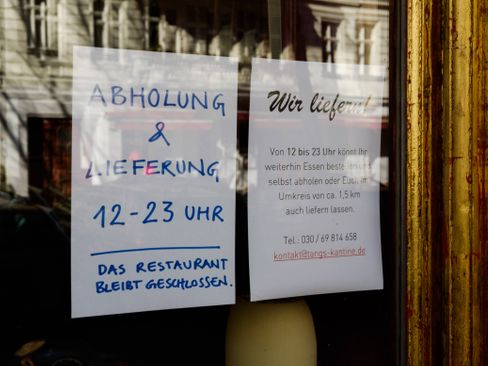 ABHOLUNG
&
LIEFERUNG
12-23 UHR
DAS RESTAURANT
BLEIBT GESCHLOSSEN.
Wir liefern!
Von 12 bis 23 Uhr könnt Ihr
weiterhin Essen bestellen und
selbst abholen oder Euch im
Umkreis von ca. 1,5 km
auch liefern lassen.
Tel.: 030 / 69 814 658
kontakt@tangs-kantine.de